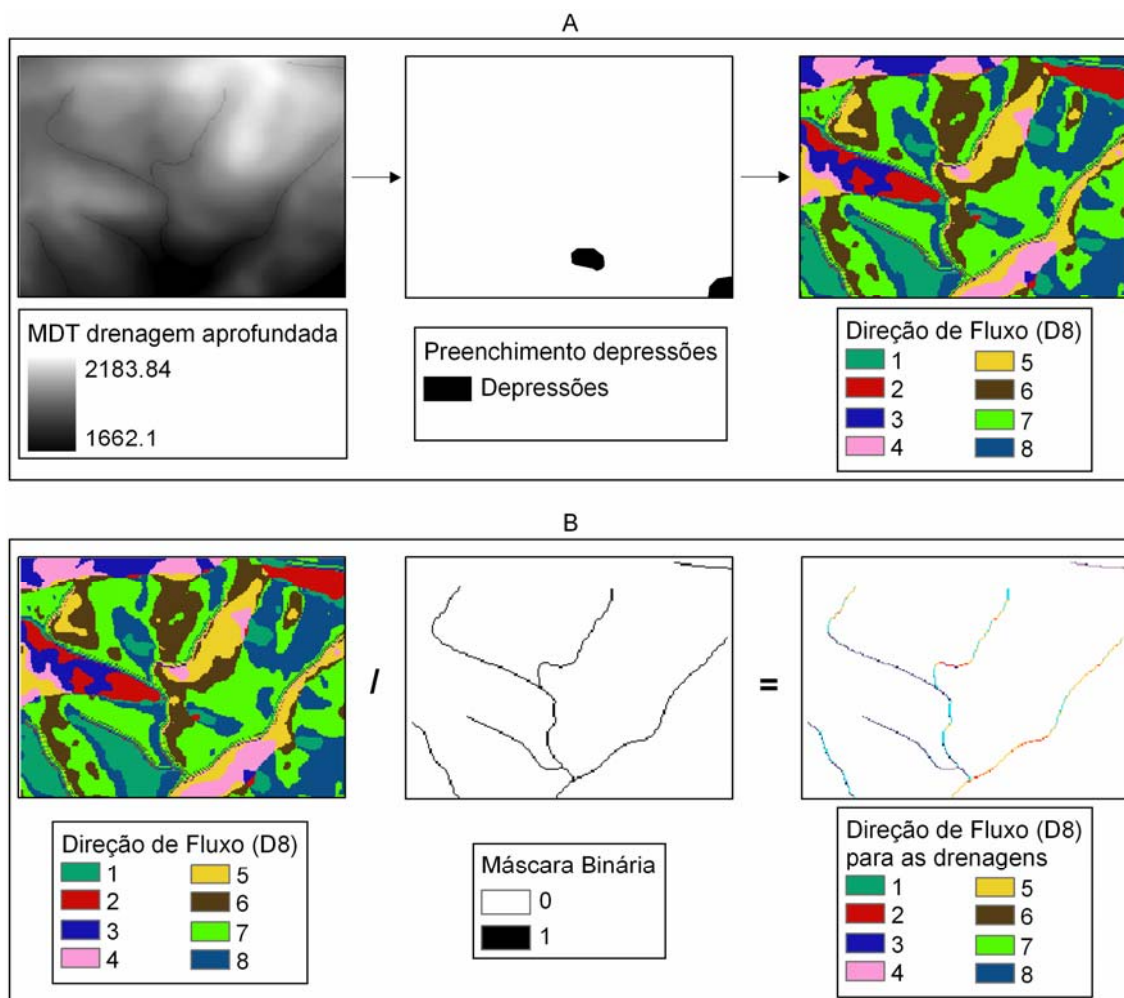 A
MDT drenagem aprofundada
2183.84
1662.1
Preenchimento depressões
Depressões
Direção de Fluxo (D8)
1 5
2 6
3 7
4 8
B
/ =
Direção de Fluxo (D8)
1 5
2 6
3 7
4 8
Máscara Binária
0
1
Direção de Fluxo (D8)
para as drenagens
1 5
2 6
3 7
4 8